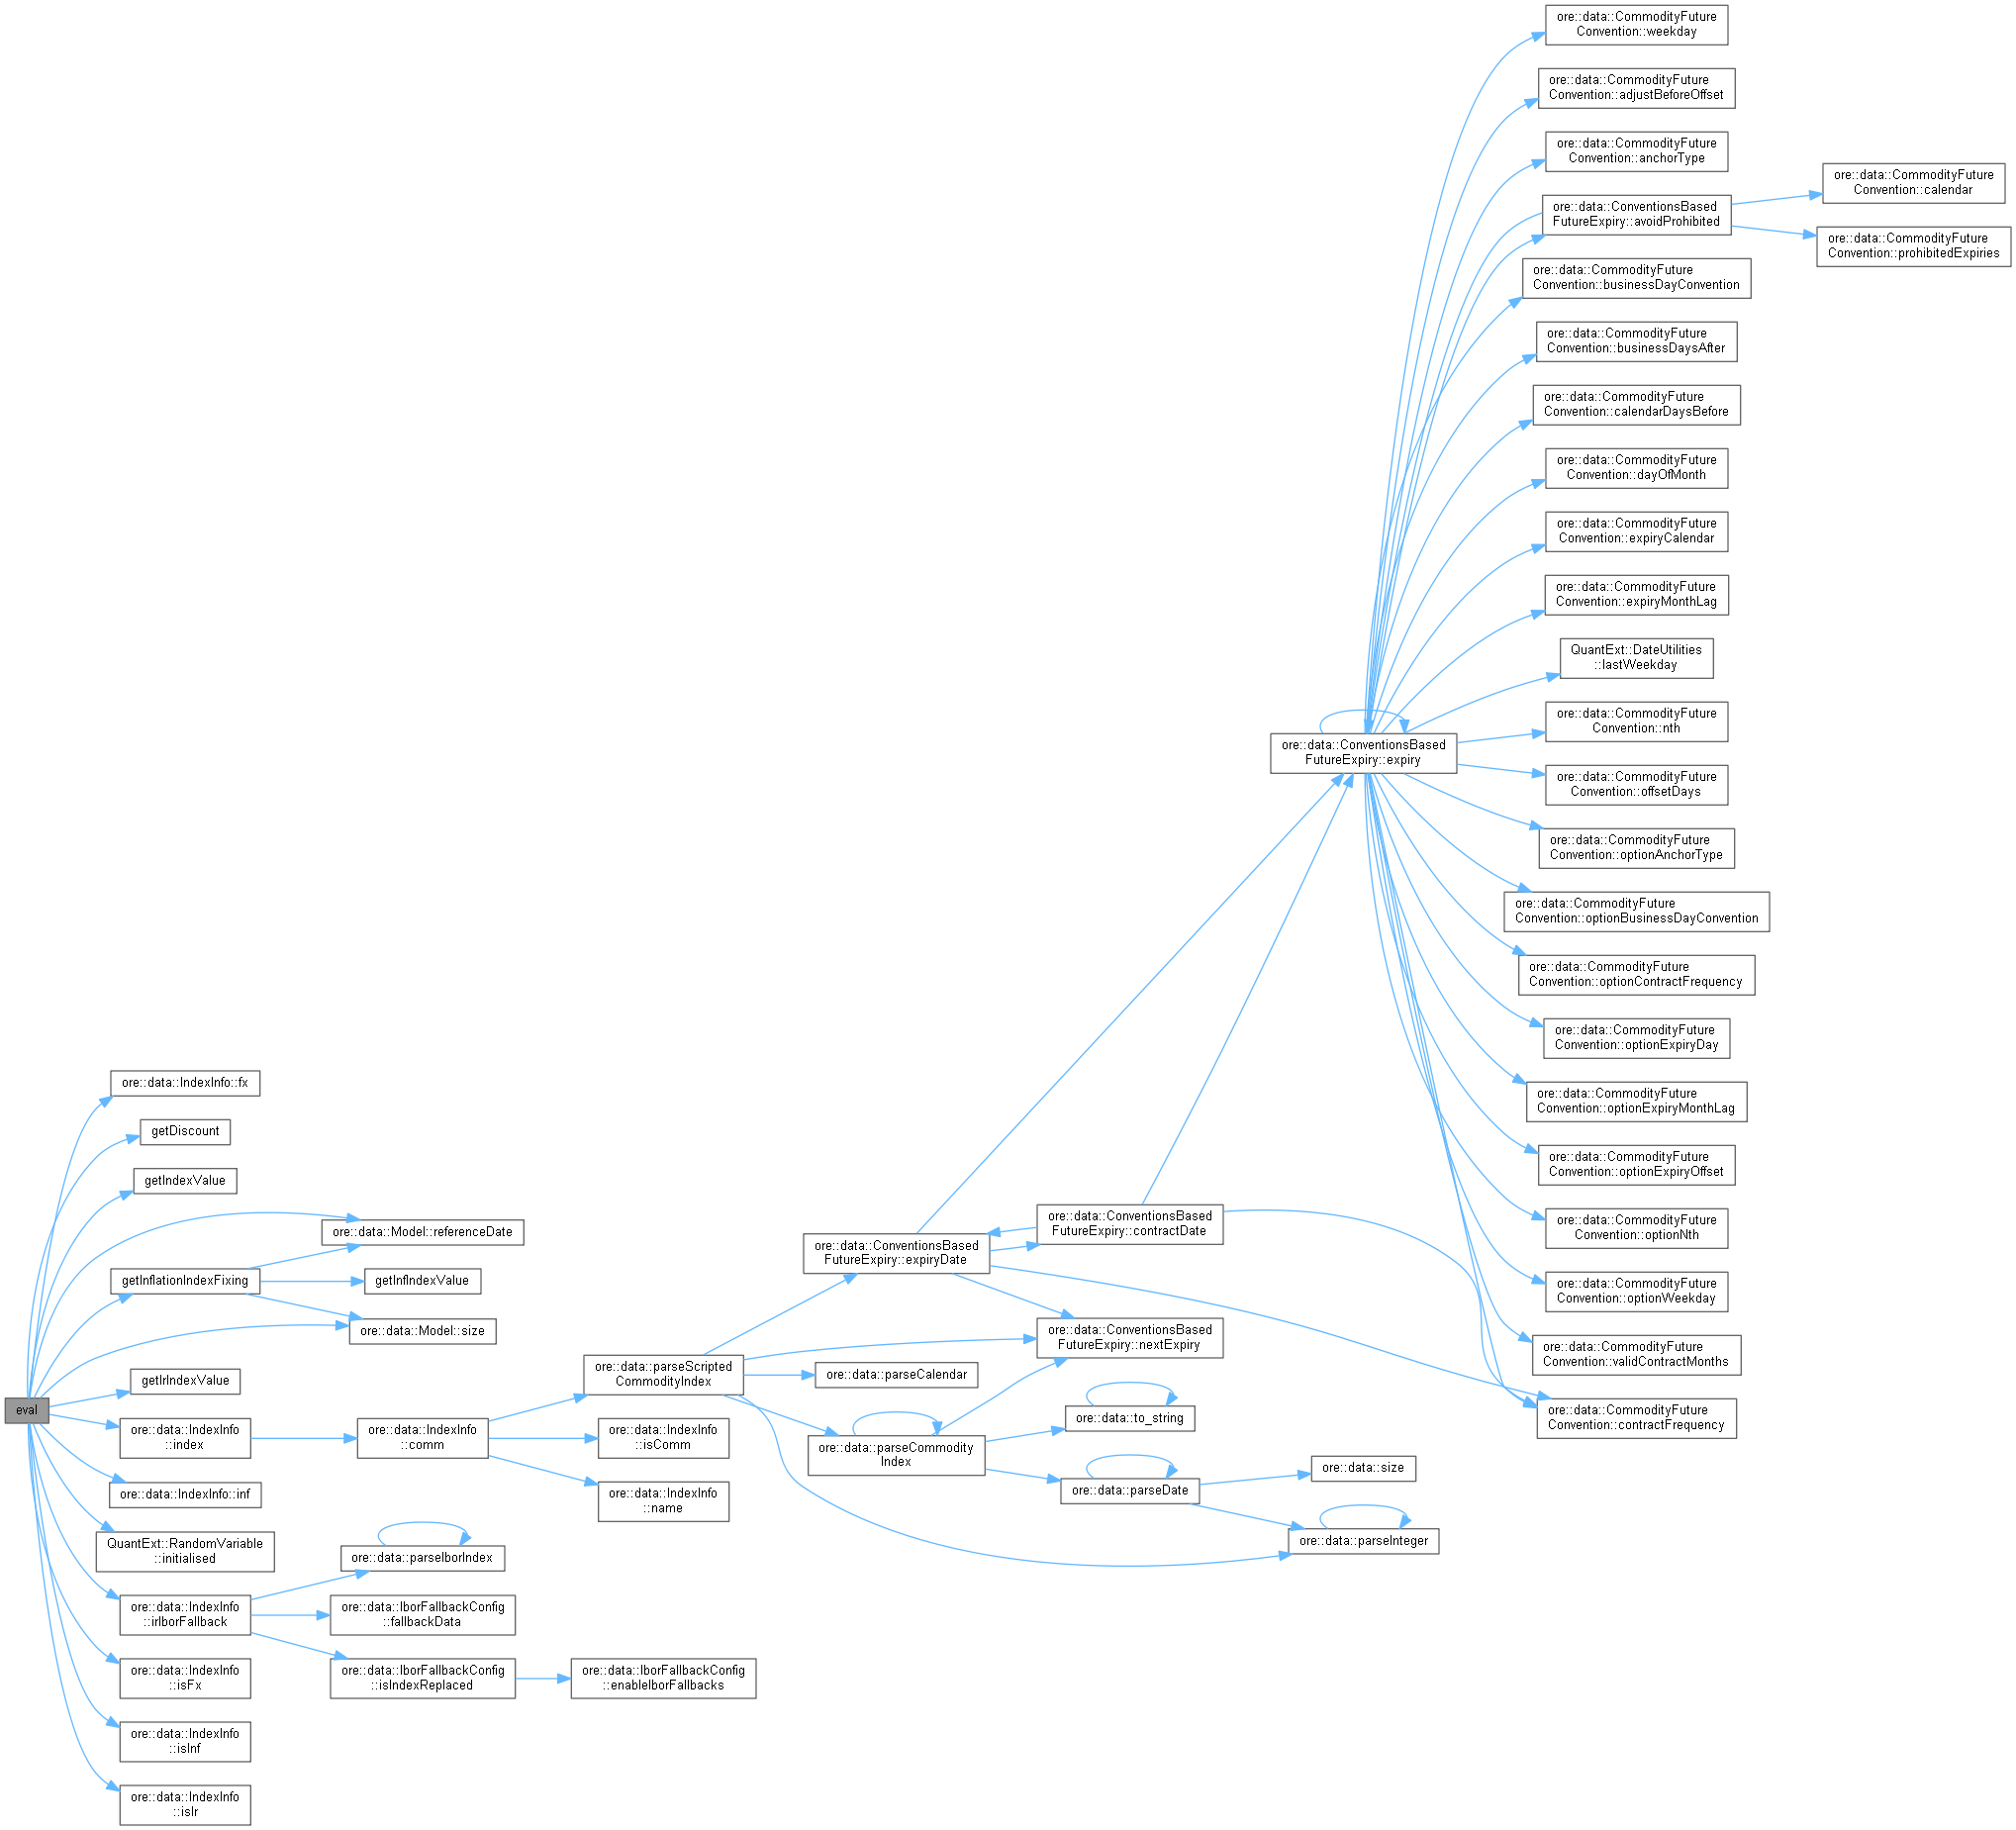 eval
ore::data::IndexInfo::fx
getDiscount
getIndexValue
ore::data::Model::referenceDate
getInflationIndexFixing
getInfIndexValue
ore::data::Model::size
getIrIndexValue
ore::data::IndexInfo
::index
ore::data::IndexInfo
::comm
ore::data::IndexInfo::inf
QuantExt::RandomVariable
::initialised
ore::data::IndexInfo
::irIborFallback
ore::data::parseIborIndex
ore::data::IborFallbackConfig
::fallbackData
ore::data::IborFallbackConfig
::isIndexReplaced
ore::data::IborFallbackConfig
::enableIborFallbacks
ore::data::IndexInfo
::isFx
ore::data::IndexInfo
::isInf
ore::data::IndexInfo
::isIr
ore::data::parseScripted
CommodityIndex
ore::data::IndexInfo
::isComm
ore::data::IndexInfo
::name
ore::data::ConventionsBased
FutureExpiry::expiryDate
ore::data::parseCalendar
ore::data::parseCommodity
Index
ore::data::ConventionsBased
FutureExpiry::contractDate
ore::data::ConventionsBased
FutureExpiry::nextExpiry
ore::data::to_string
ore::data::parseDate
ore::data::size
ore::data::parseInteger
ore::data::ConventionsBased
FutureExpiry::expiry
ore::data::CommodityFuture
Convention::weekday
ore::data::CommodityFuture
Convention::adjustBeforeOffset
ore::data::CommodityFuture
Convention::anchorType
ore::data::ConventionsBased
FutureExpiry::avoidProhibited
ore::data::CommodityFuture
Convention::calendar
ore::data::CommodityFuture
Convention::prohibitedExpiries
ore::data::CommodityFuture
Convention::businessDayConvention
ore::data::CommodityFuture
Convention::businessDaysAfter
ore::data::CommodityFuture
Convention::calendarDaysBefore
ore::data::CommodityFuture
Convention::dayOfMonth
ore::data::CommodityFuture
Convention::expiryCalendar
ore::data::CommodityFuture
Convention::expiryMonthLag
QuantExt::DateUtilities
::lastWeekday
ore::data::CommodityFuture
Convention::nth
ore::data::CommodityFuture
Convention::offsetDays
ore::data::CommodityFuture
Convention::optionAnchorType
ore::data::CommodityFuture
Convention::optionBusinessDayConvention
ore::data::CommodityFuture
Convention::optionContractFrequency
ore::data::CommodityFuture
Convention::optionExpiryDay
ore::data::CommodityFuture
Convention::optionExpiryMonthLag
ore::data::CommodityFuture
Convention::optionExpiryOffset
ore::data::CommodityFuture
Convention::optionNth
ore::data::CommodityFuture
Convention::optionWeekday
ore::data::CommodityFuture
Convention::validContractMonths
ore::data::CommodityFuture
Convention::contractFrequency